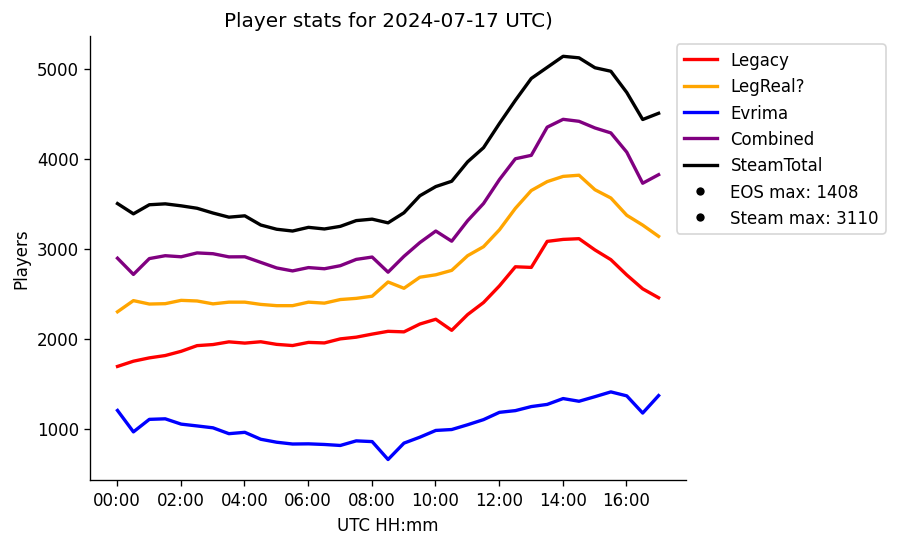 Player stats for 2024-07-17 UTC)
Legacy
LegReal?
Evrima
Combined
SteamTotal
EOS max: 1408
Steam max: 3110
Players
5000
4000
3000
2000
1000
00:00 02:00 04:00 06:00 08:00 10:00 12:00 14:00 16:00
UTC HH:mm